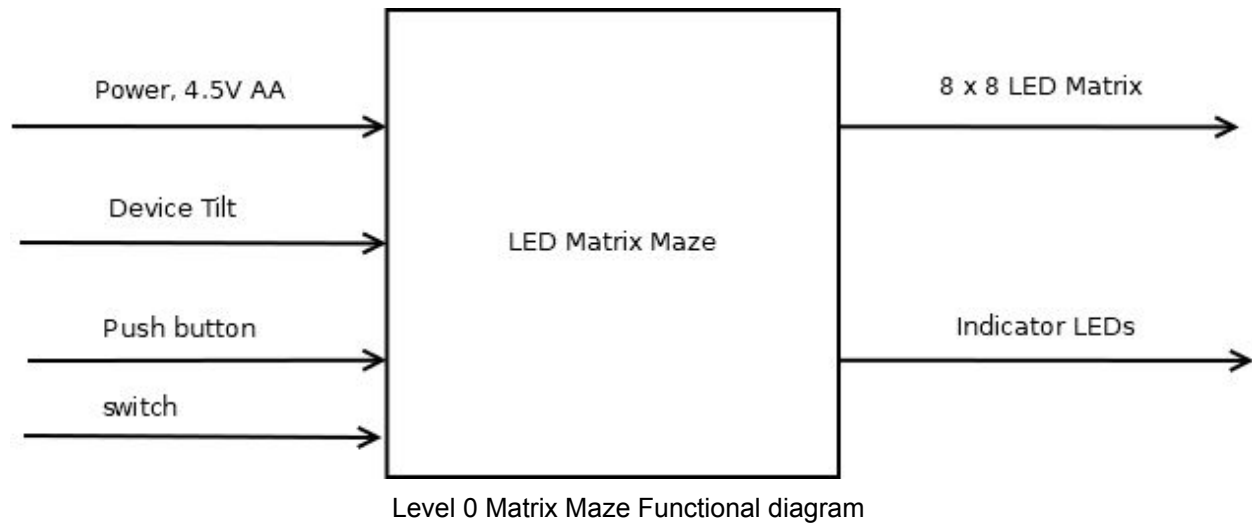 Power, 4.5V AA
8 x 8 LED Matrix
Device Tilt
LED Matrix Maze
Push button
Indicator LEDs
switch
Level 0 Matrix Maze Functional diagram